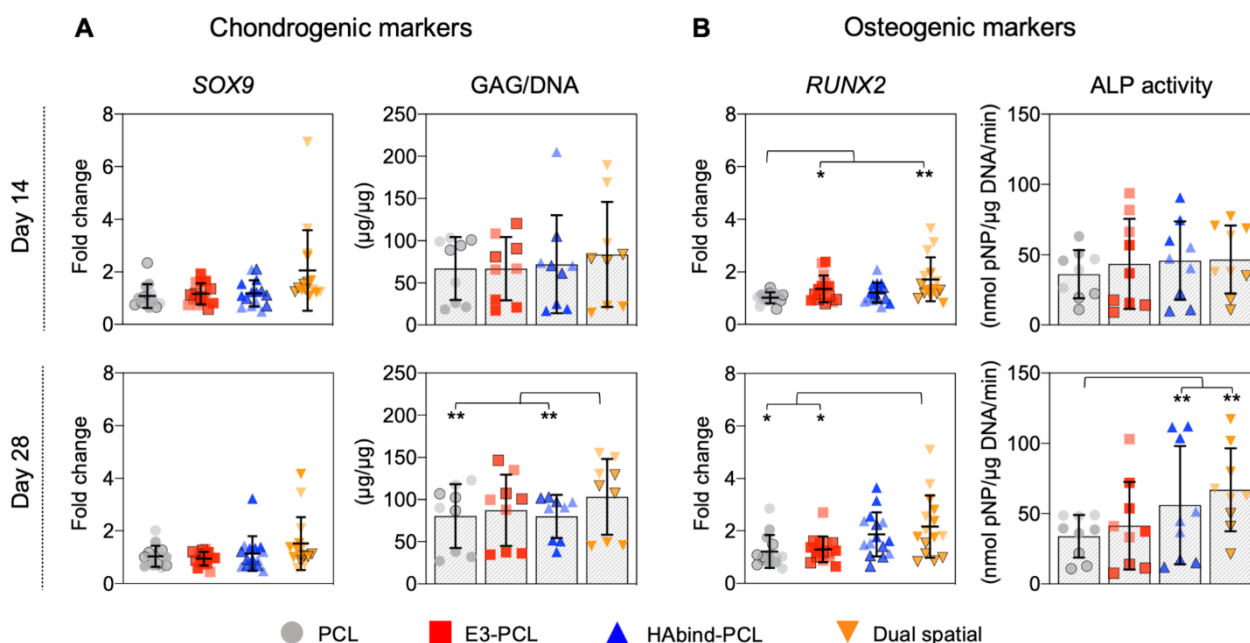 A Chondrogenic markers
B Osteogenic markers
SOX9
GAG/DNA
RUNX2
ALP activity
Day 14
Fold change
8
6
4
2
0
(µg/µg)
250
200
150
100
50
0
Fold change
8
6
4
2
0
* **
(nmol pNP/µg DNA/min)
150
100
50
0
Day 28
Fold change
8
6
4
2
0
(µg/µg)
250
200
150
100
50
0
** **
Fold change
8
6
4
2
0
* *
(nmol pNP/µg DNA/min)
150
100
50
0
** **
PCL E3-PCL HAbind-PCL Dual spatial